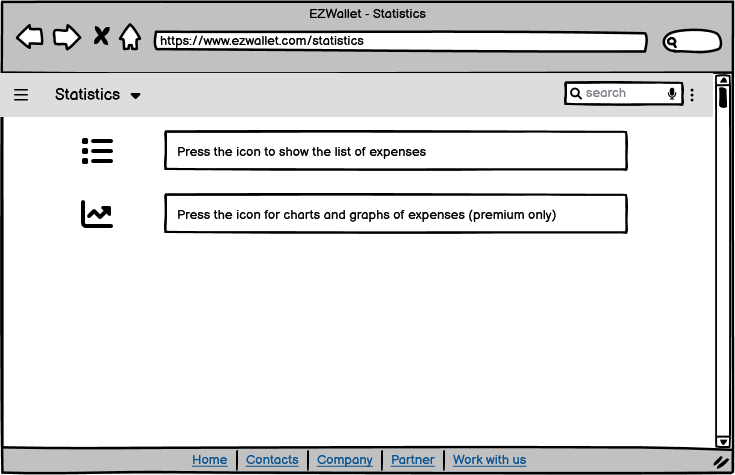 EZWallet - Statistics
https://www.ezwallet.com/statistics
Statistics
search
Press the icon to show the list of expenses
Press the icon for charts and graphs of expenses (premium only)
Home Contacts Company Partner Work with us